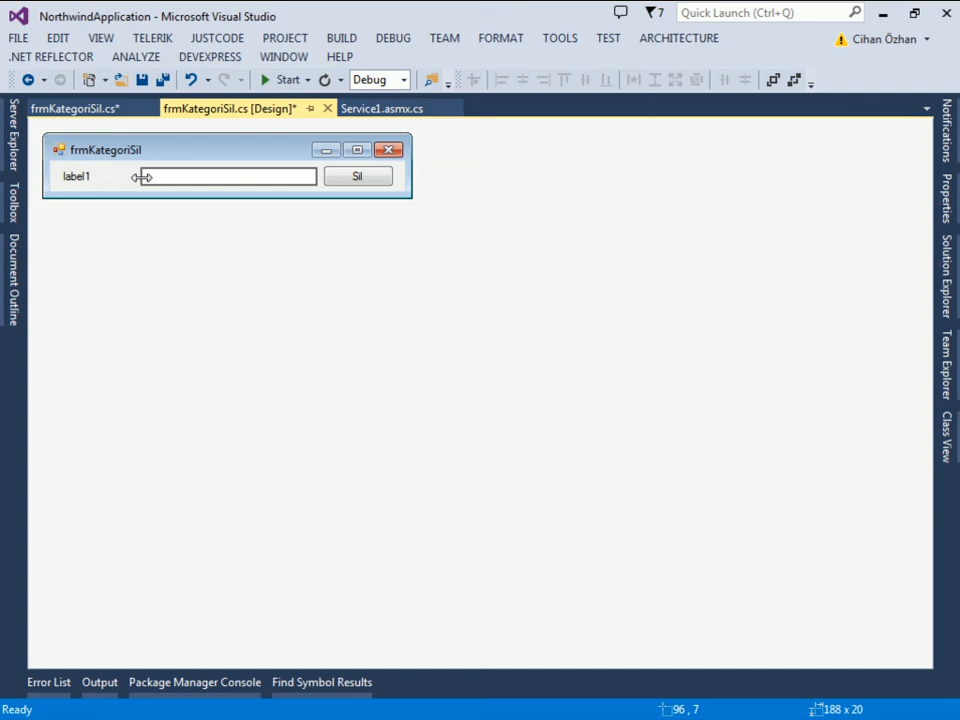 NorthwindApplication - Microsoft Visual Studio
7
Quick Launch (Ctrl+Q)
FILE EDIT VIEW TELERIK JUSTCODE PROJECT BUILD DEBUG TEAM FORMAT TOOLS TEST ARCHITECTURE
Cihan Özhan
.NET REFLECTOR ANALYZE DEVEXPRESS WINDOW HELP
Start Debug
frmKategoriSil.cs* frmKategoriSil.cs [Design]* Service1.asmx.cs
Server Explorer
Toolbox
Document Outline
frmKategoriSil
label1 Sil
Notifications
Properties
Solution Explorer
Team Explorer
Class View
Error List Output Package Manager Console Find Symbol Results
Ready 96 , 7 188 x 20